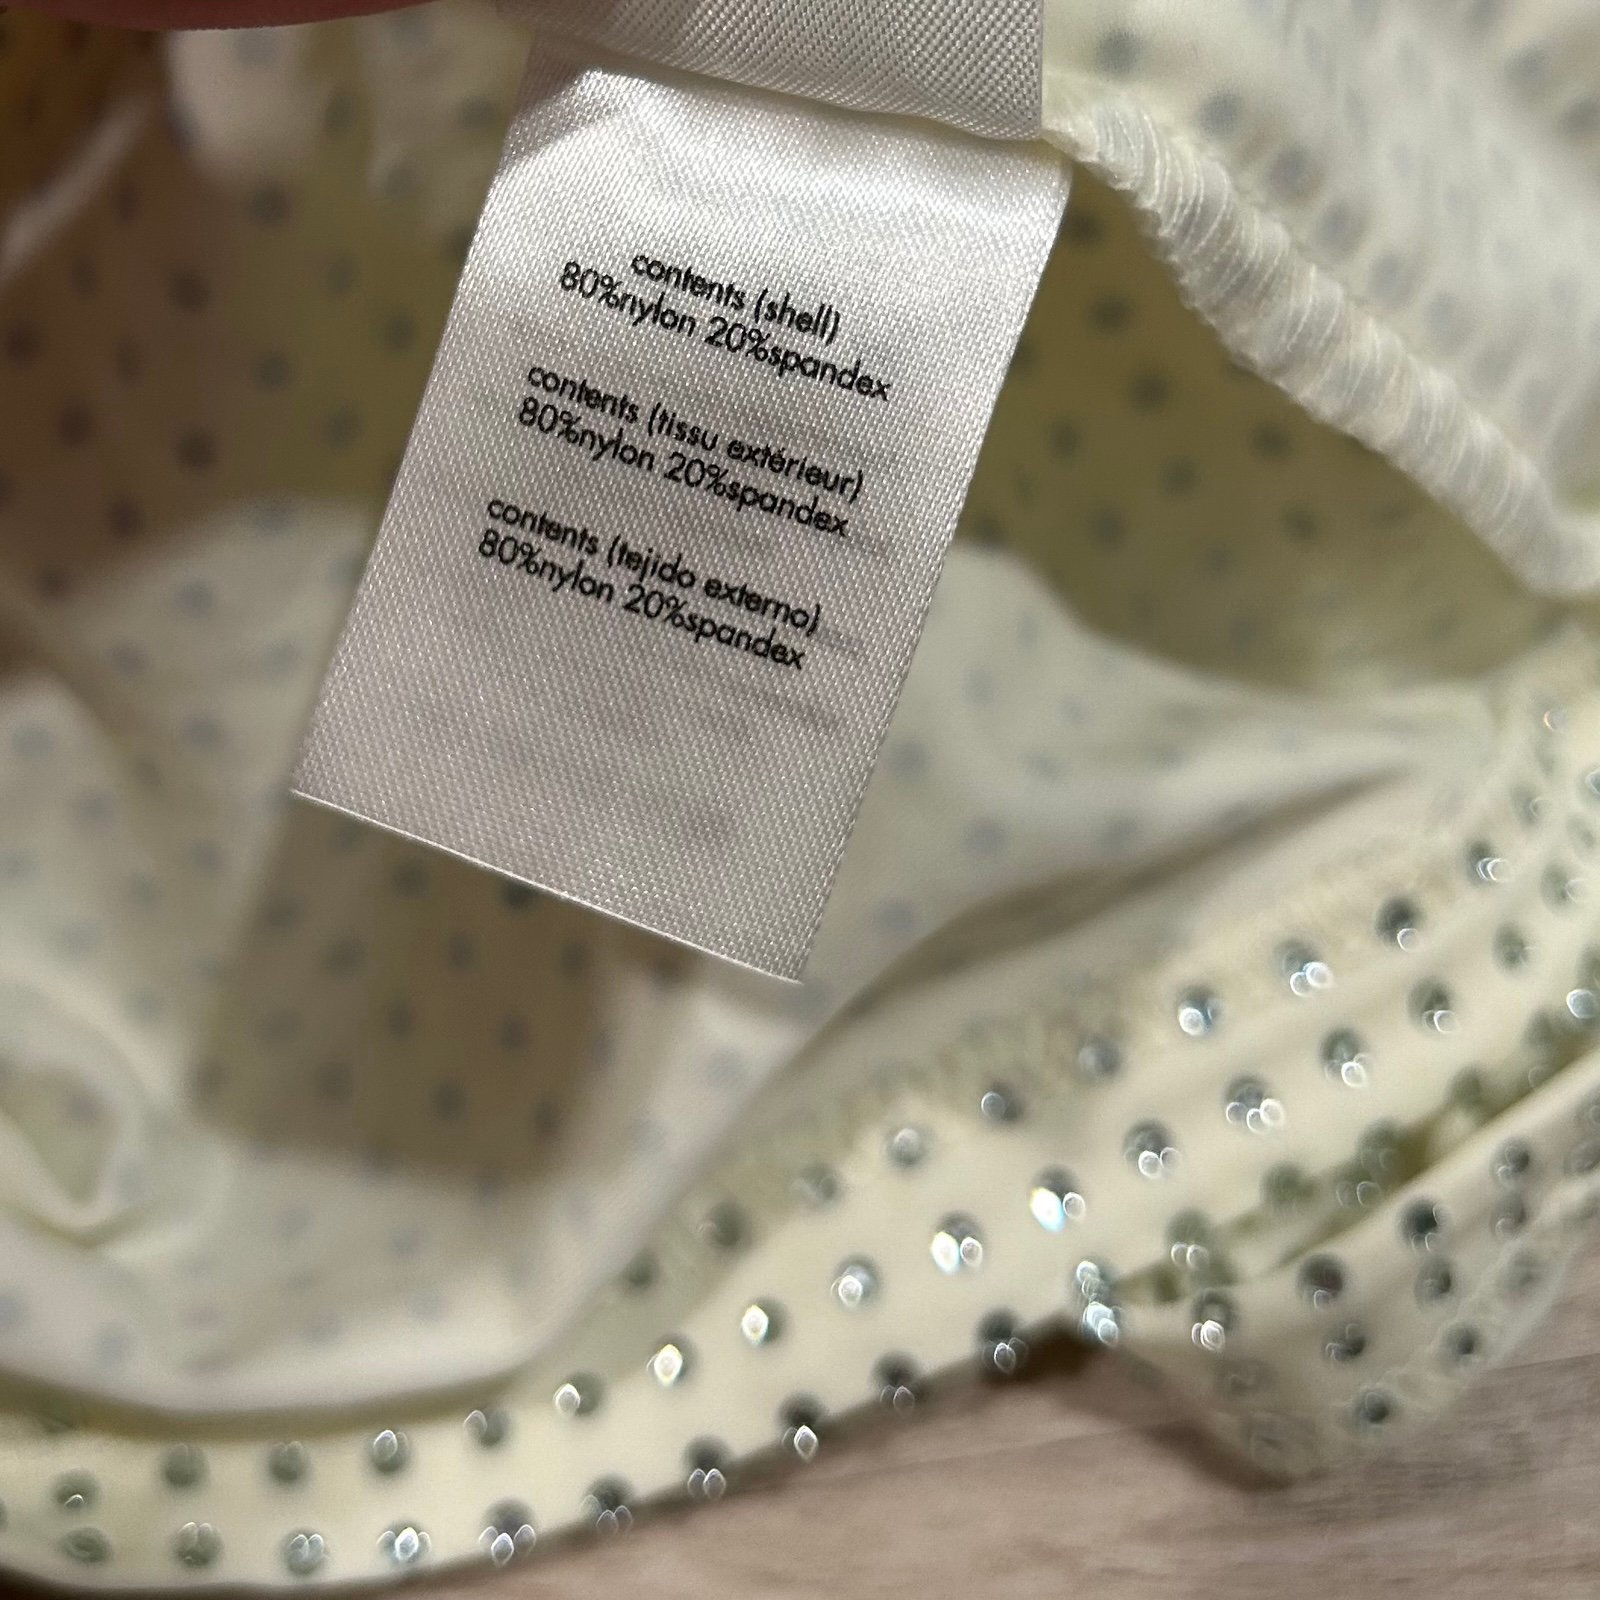 contents (shell)
80%nylon 20%spandex
contents (tissu extérieur)
80%nylon 20%spandex
contents (tejido externo)
80%nylon 20%spandex